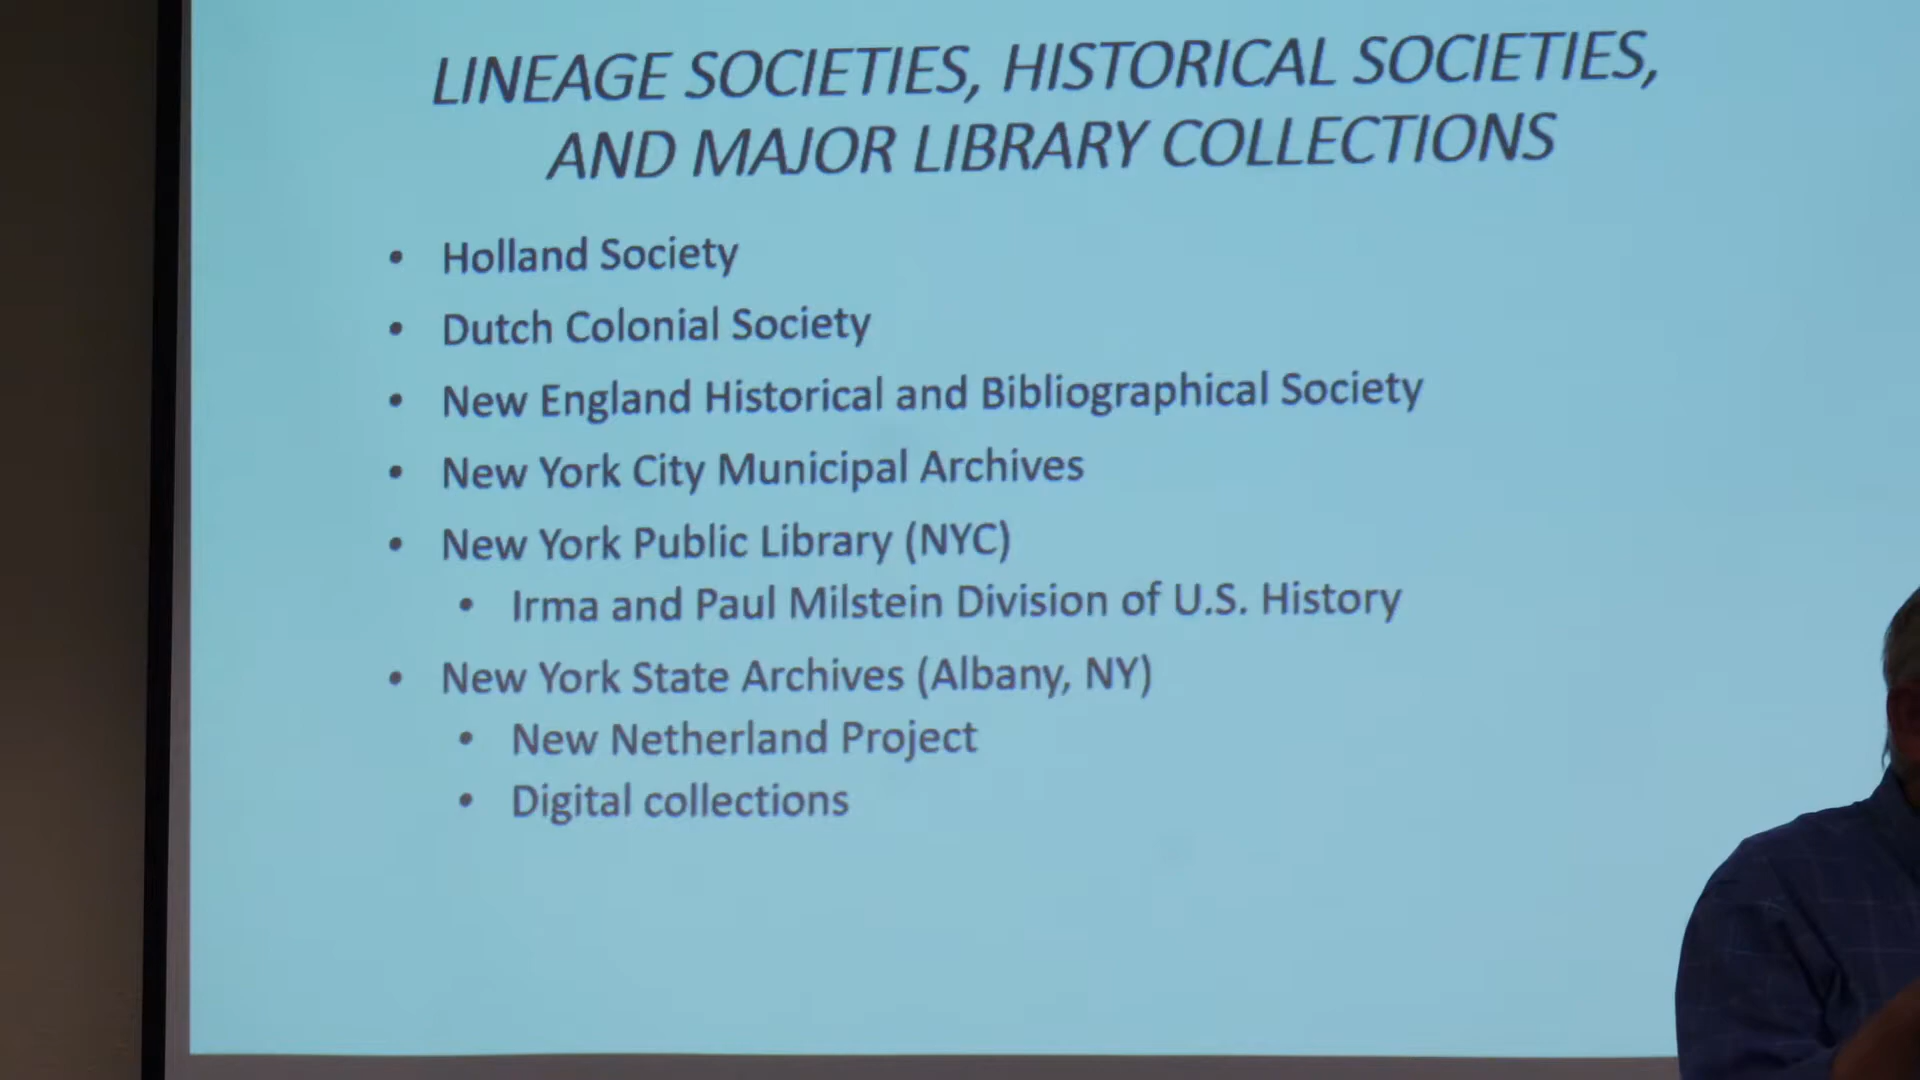 LINEAGE SOCIETIES, HISTORICAL SOCIETIES,
AND MAJOR LIBRARY COLLECTIONS
• Holland Society
• Dutch Colonial Society
• New England Historical and Bibliographical Society
• New York City Municipal Archives
• New York Public Library (NYC)
• Irma and Paul Milstein Division of U.S. History
• New York State Archives (Albany, NY)
• New Netherland Project
• Digital collections